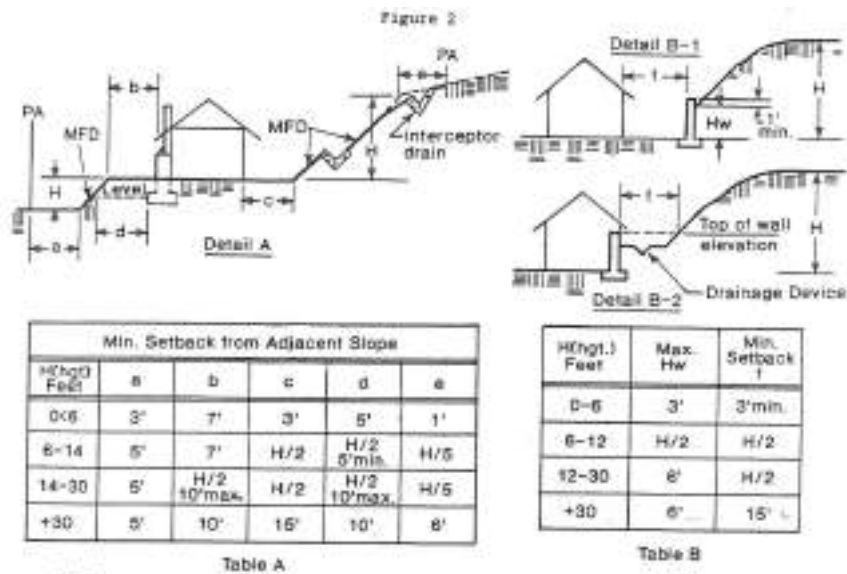 Figure 2
PA
b
PA
MFD
MFD
H
Level
H
interceptor
drain
c
a
d
Detail A
Detail B-1
f
H
Hw
1'
min.
f
Top of wall
elevation
H
Detail B-2
Drainage Device
Min. Setback from Adjacent Slope
H(hgt) Feet a b c d e
0<6 3' 7' 3' 5' 1'
6-14 5' 7' H/2 H/2 5'min. H/5
14-30 5' H/2 10'max. H/2 H/2 10'max. H/5
+30 5' 10' 15' 10' 6'
Table A
H(hgt.) Feet Max. Hw Min. Setback f
0-6 3' 3'min.
6-12 H/2 H/2
12-30 6' H/2
+30 6' 15'
Table B